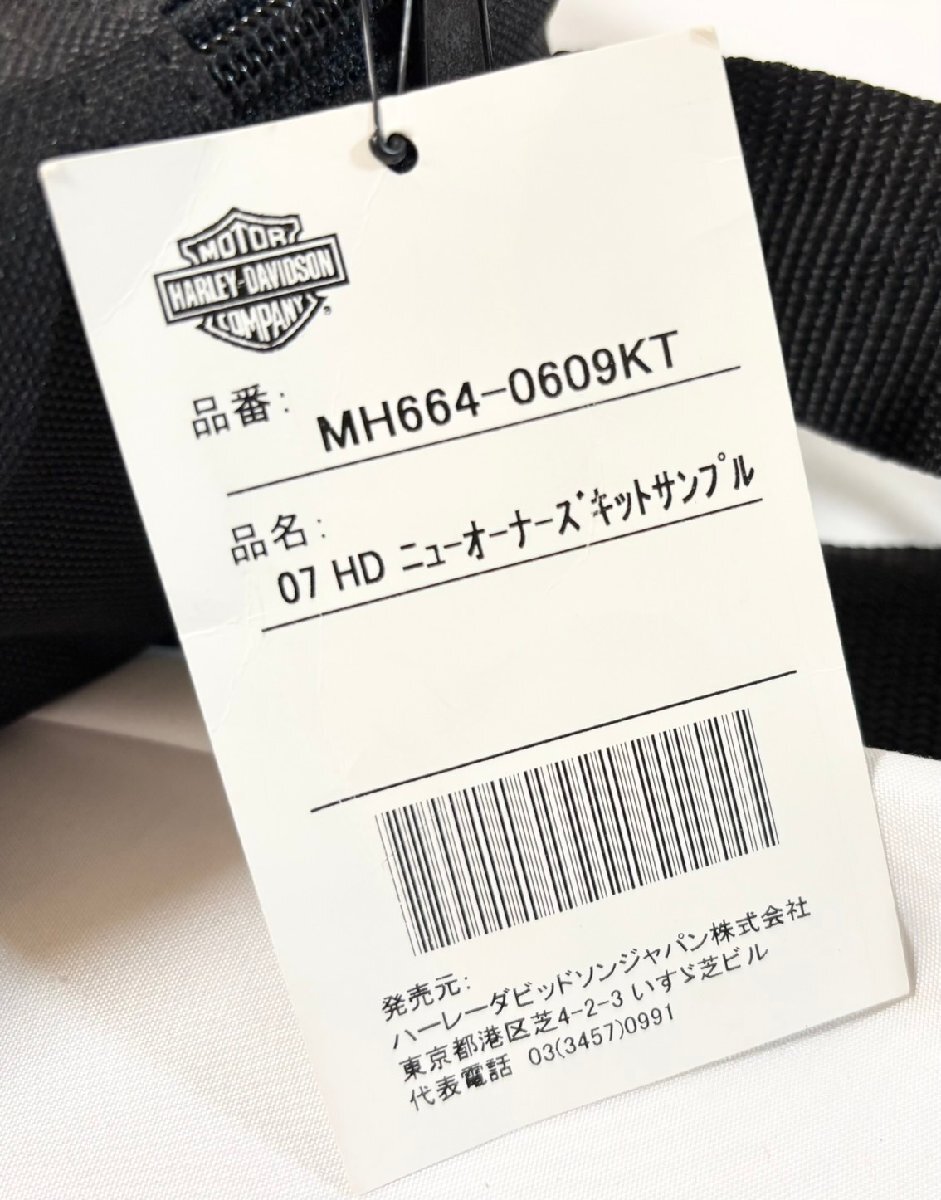 MOTOR
HARLEY-DAVIDSON
COMPANY
®
品番:
MH664-0609KT
品名:
07 HD ニューオーナーズキットサンプル
発売元:
ハーレーダビッドソンジャパン株式会社
東京都港区芝4-2-3 いすゞ芝ビル
代表電話 03(3457)0991